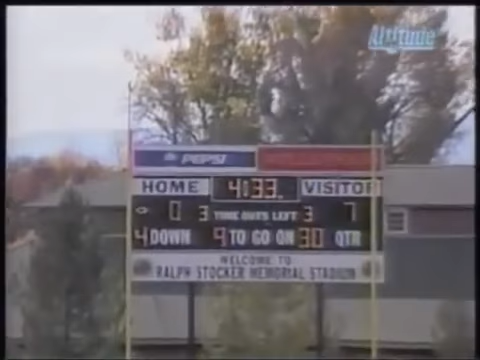 Altitude
PEPSI
HOME 4:33 VISITOR
0 3 TIME OUTS LEFT 3 7
4 DOWN 9 TO GO ON 30 QTR
WELCOME TO
RALPH STOCKER MEMORIAL STADIUM